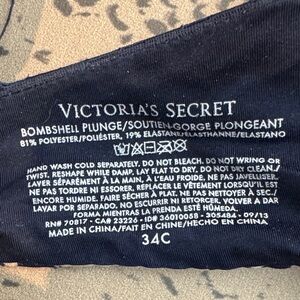 VICTORIA'S SECRET
BOMBSHELL PLUNGE/SOUTIEN-GORGE PLONGEANT
81% POLYESTER/POLIÉSTER, 19% ELASTANE/ELASTHANNE/ELASTANO
HAND WASH COLD SEPARATELY. DO NOT BLEACH. DO NOT WRING OR
TWIST. RESHAPE WHILE DAMP. LAY FLAT TO DRY. DO NOT DRY CLEAN./
LAVER SÉPARÉMENT À LA MAIN, À L'EAU FROIDE. NE PAS JAVELLISER.
NE PAS TORDRE NI ESSORER. REPLACER LE VÊTEMENT LORSQU'IL EST
ENCORE HUMIDE. FAIRE SÉCHER À PLAT. NE PAS NETTOYER À SEC./
LAVAR A MANO EN AGUA FRÍA POR SEPARADO. NO USAR BLANQUEADOR.
SECAR. NO ESCURRIR NI RETORCER. VOLVER A DAR
FORMA MIENTRAS LA PRENDA ESTÉ HÚMEDA.
RN# 70817 - CA# 23226 - ID# 36010058 - 305484 - 09/13
MADE IN CHINA/FAIT EN CHINE/HECHO EN CHINA
34C